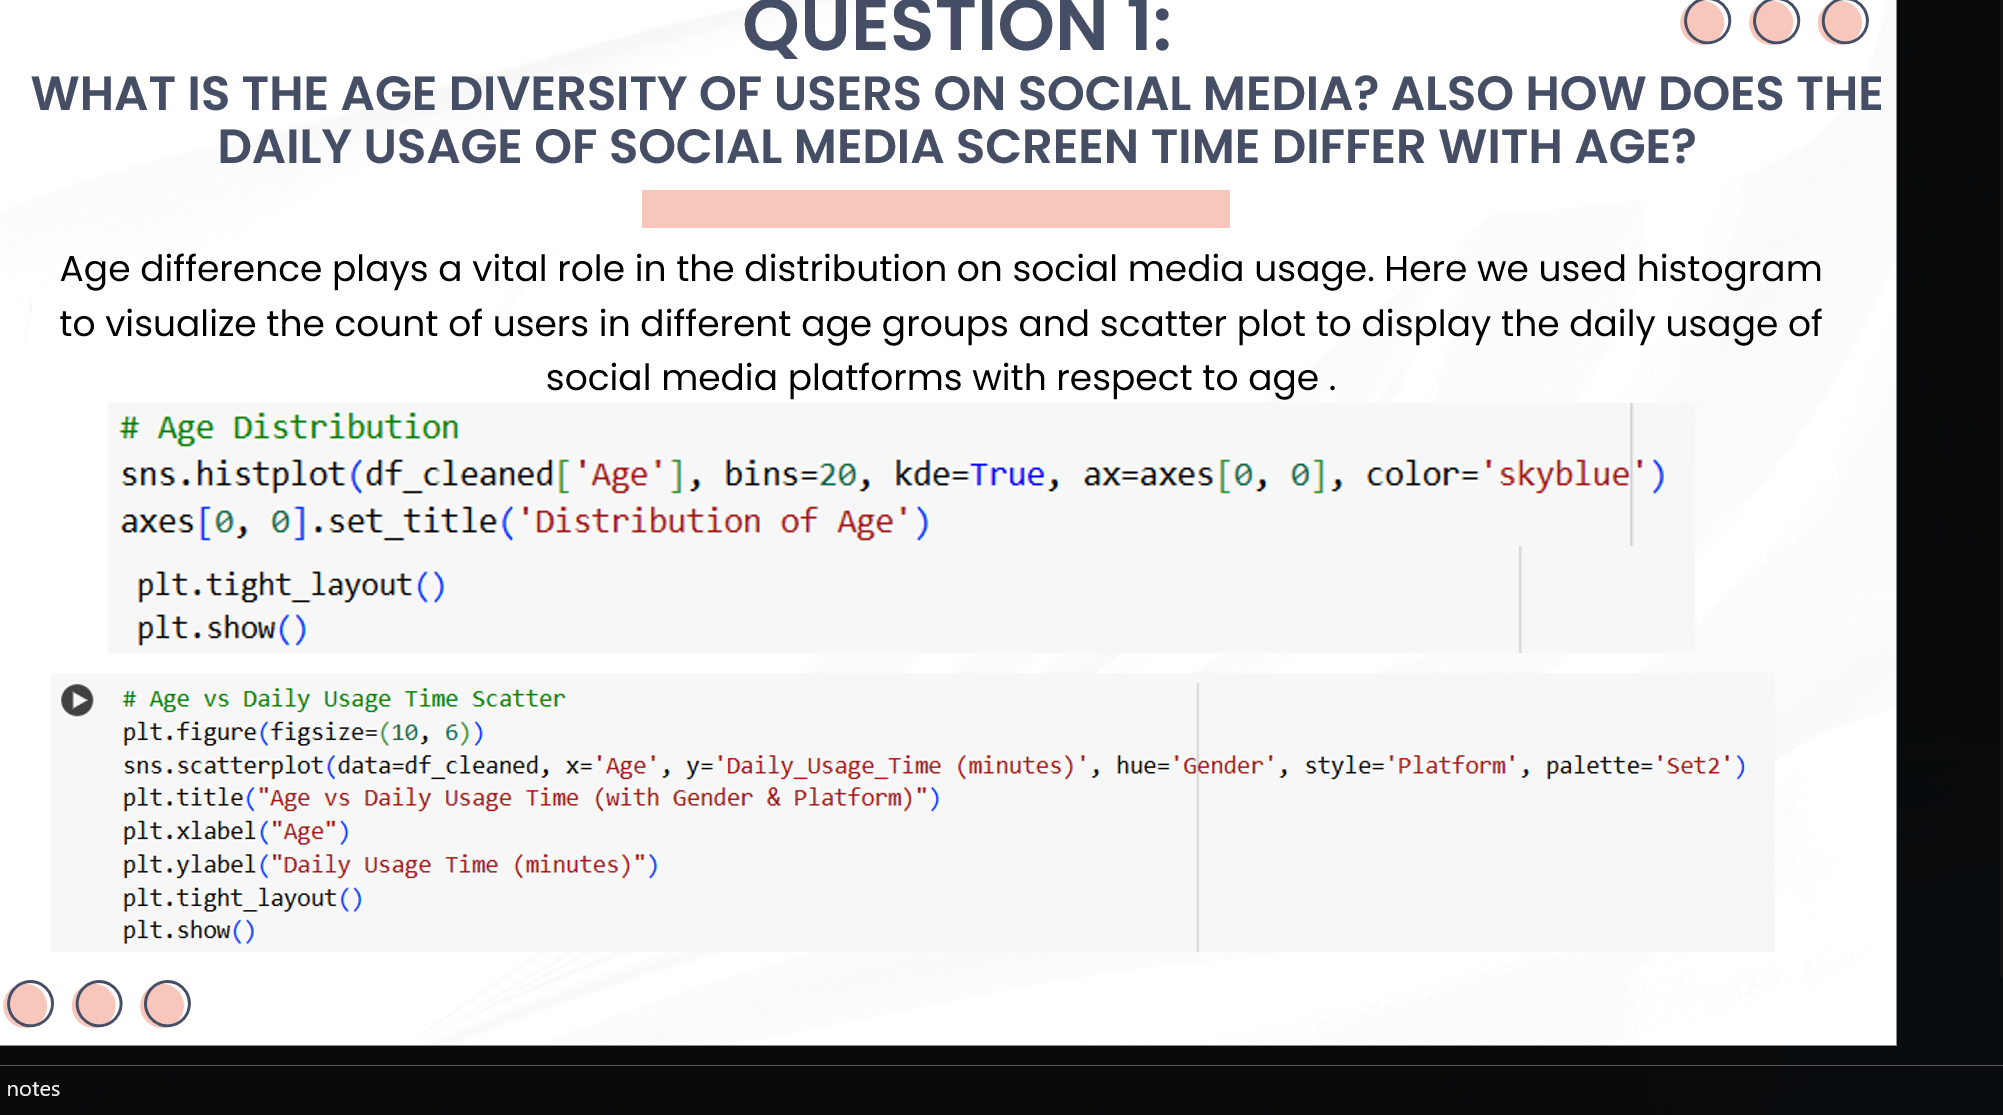 QUESTION 1:
WHAT IS THE AGE DIVERSITY OF USERS ON SOCIAL MEDIA? ALSO HOW DOES THE
DAILY USAGE OF SOCIAL MEDIA SCREEN TIME DIFFER WITH AGE?
Age difference plays a vital role in the distribution on social media usage. Here we used histogram
to visualize the count of users in different age groups and scatter plot to display the daily usage of
social media platforms with respect to age .
# Age Distribution
sns.histplot(df_cleaned['Age'], bins=20, kde=True, ax=axes[0, 0], color='skyblue')
axes[0, 0].set_title('Distribution of Age')
plt.tight_layout()
plt.show()
# Age vs Daily Usage Time Scatter
plt.figure(figsize=(10, 6))
sns.scatterplot(data=df_cleaned, x='Age', y='Daily_Usage_Time (minutes)', hue='Gender', style='Platform', palette='Set2')
plt.title("Age vs Daily Usage Time (with Gender & Platform)")
plt.xlabel("Age")
plt.ylabel("Daily Usage Time (minutes)")
plt.tight_layout()
plt.show()
notes